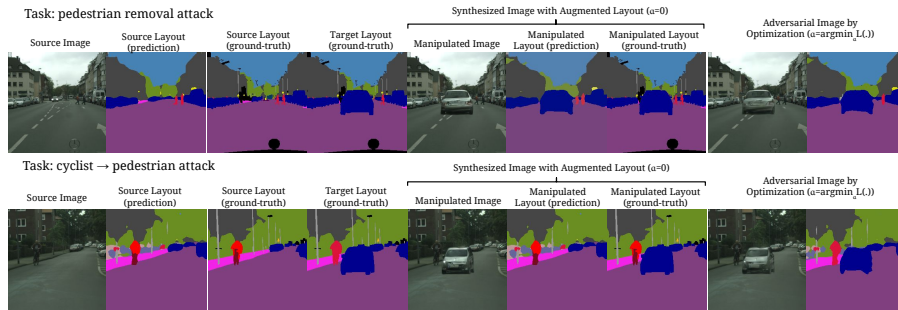 Task: pedestrian removal attack
Synthesized Image with Augmented Layout (α=0)
Source Image
Source Layout
(prediction)
Source Layout
(ground-truth)
Target Layout
(ground-truth)
Manipulated Image
Manipulated
Layout (prediction)
Manipulated Layout
(ground-truth)
Adversarial Image by
Optimization (α=argminαL(.))
Task: cyclist → pedestrian attack
Synthesized Image with Augmented Layout (α=0)
Source Image
Source Layout
(prediction)
Source Layout
(ground-truth)
Target Layout
(ground-truth)
Manipulated Image
Manipulated
Layout (prediction)
Manipulated Layout
(ground-truth)
Adversarial Image by
Optimization (α=argminαL(.))